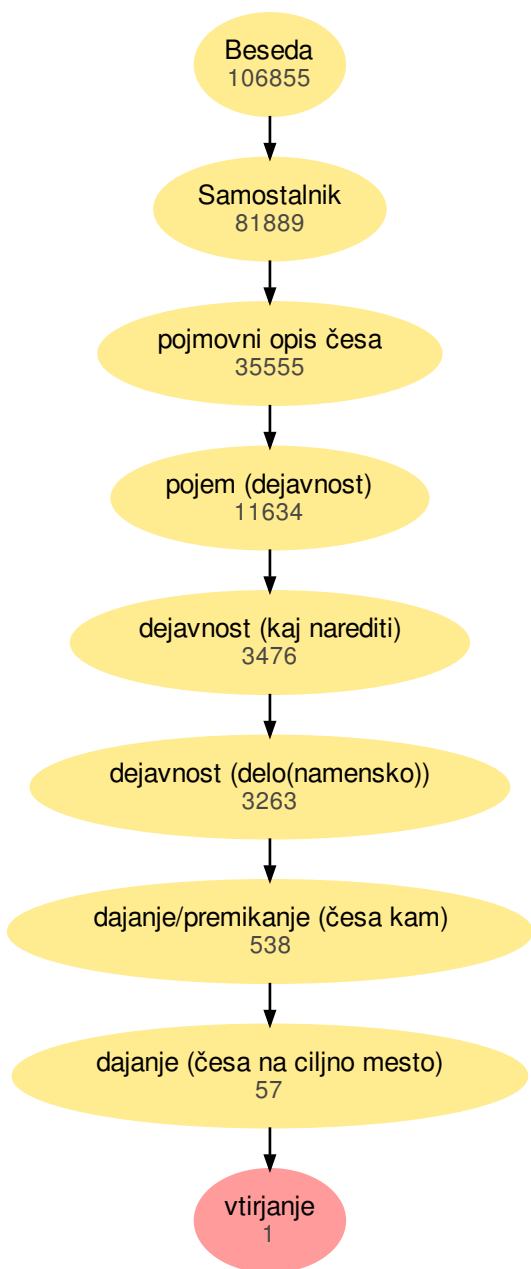 Beseda
106855
Samostalnik
81889
pojmovni opis česa
35555
pojem (dejavnost)
11634
dejavnost (kaj narediti)
3476
dejavnost (delo(namensko))
3263
dajanje/premikanje (česa kam)
538
dajanje (česa na ciljno mesto)
57
vtirjanje
1